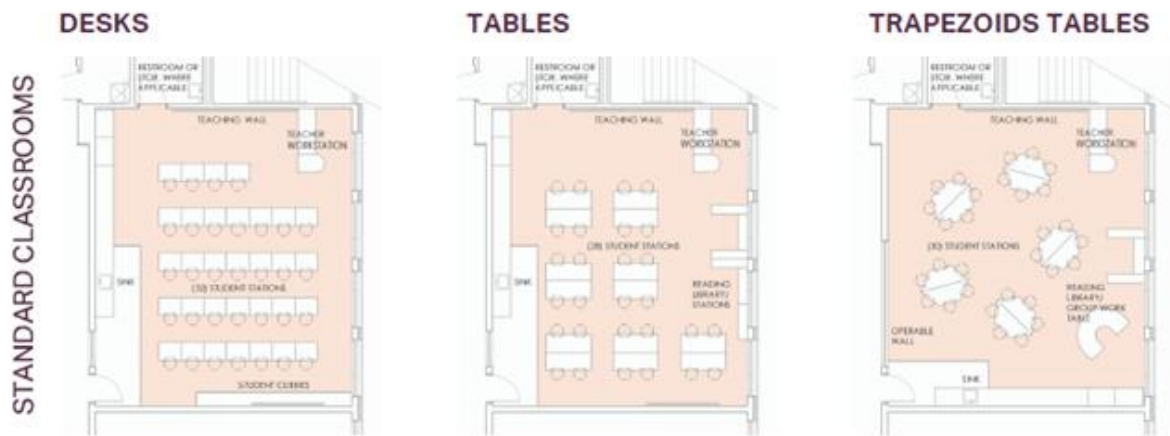 DESKS
TABLES
TRAPEZOIDS TABLES
STANDARD CLASSROOMS
RESTROOM OR
STOR. WHERE
APPLICABLE
TEACHING WALL
TEACHER
WORKSTATION
SINK
(32) STUDENT STATIONS
STUDENT CUBBIES
RESTROOM OR
STOR. WHERE
APPLICABLE
TEACHING WALL
TEACHER
WORKSTATION
(28) STUDENT STATIONS
SINK
READING
LIBRARY/
STATIONS
RESTROOM OR
STOR. WHERE
APPLICABLE
TEACHING WALL
TEACHER
WORKSTATION
(30) STUDENT STATIONS
READING
LIBRARY/
GROUP WORK
TABLE
OPERABLE
WALL
SINK